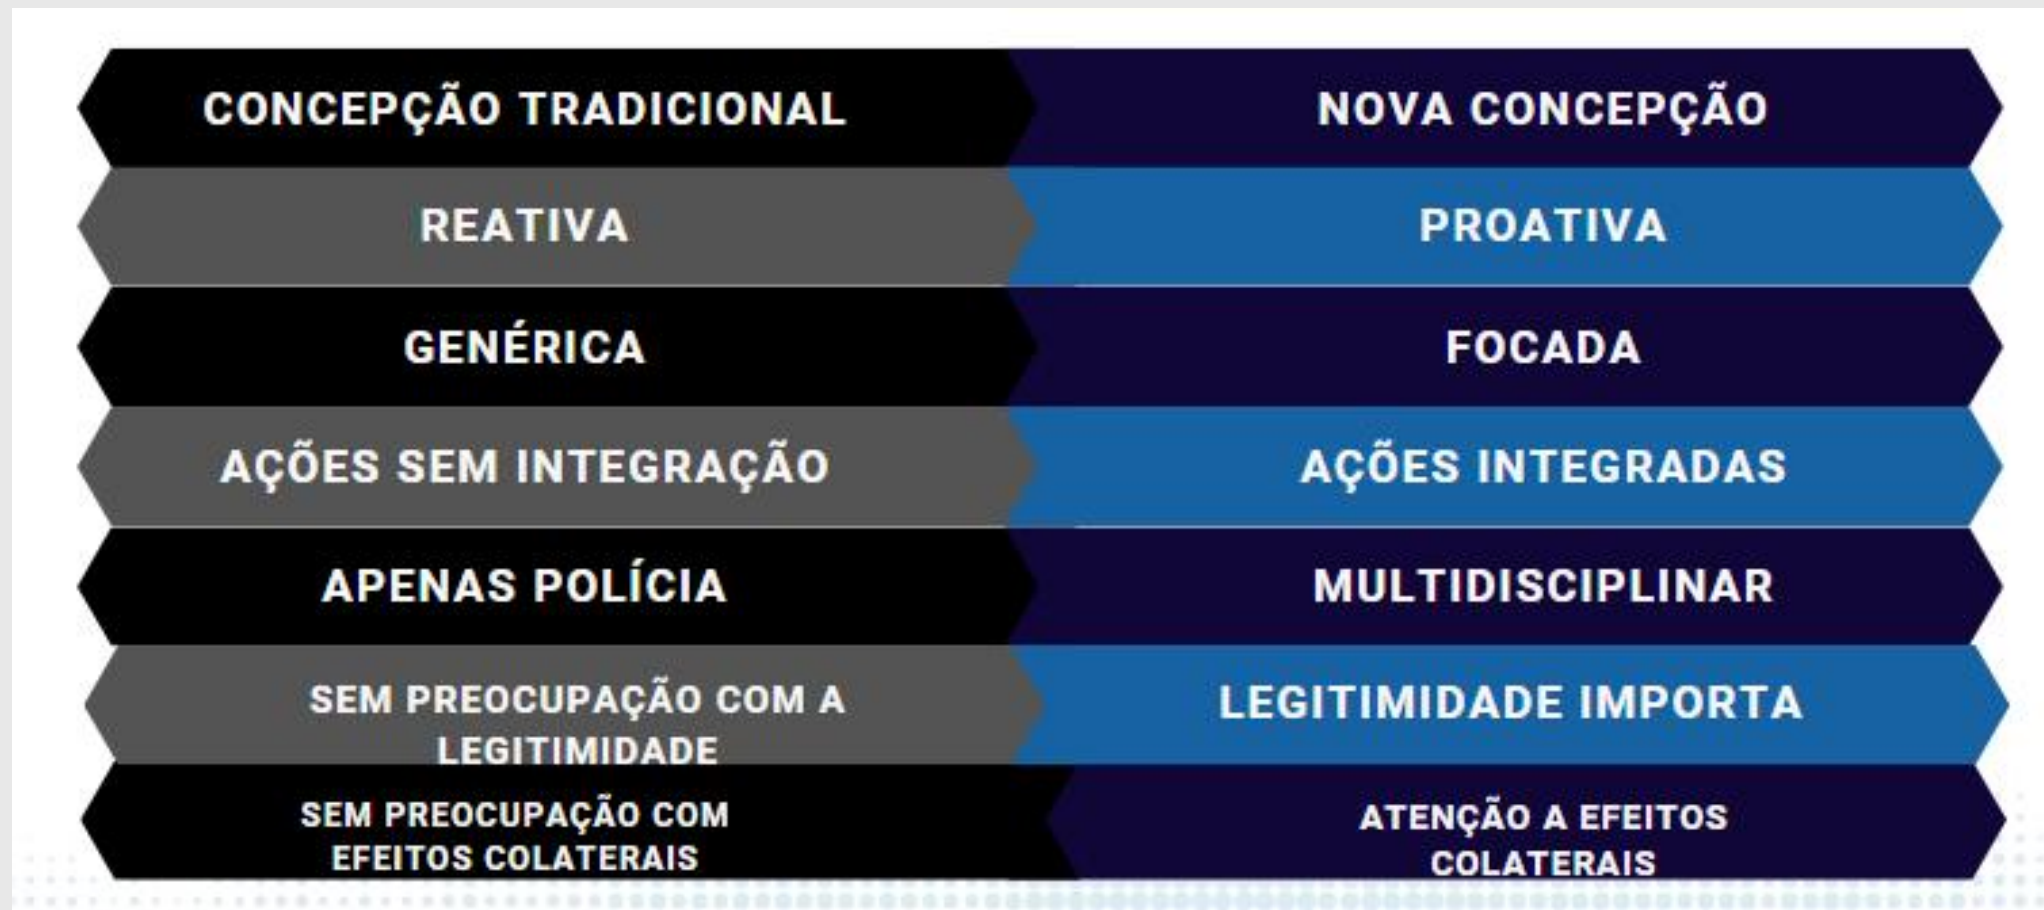 CONCEPÇÃO TRADICIONAL
NOVA CONCEPÇÃO
REATIVA
PROATIVA
GENÉRICA
FOCADA
AÇÕES SEM INTEGRAÇÃO
AÇÕES INTEGRADAS
APENAS POLÍCIA
MULTIDISCIPLINAR
SEM PREOCUPAÇÃO COM A
LEGITIMIDADE
LEGITIMIDADE IMPORTA
SEM PREOCUPAÇÃO COM
EFEITOS COLATERAIS
ATENÇÃO A EFEITOS
COLATERAIS